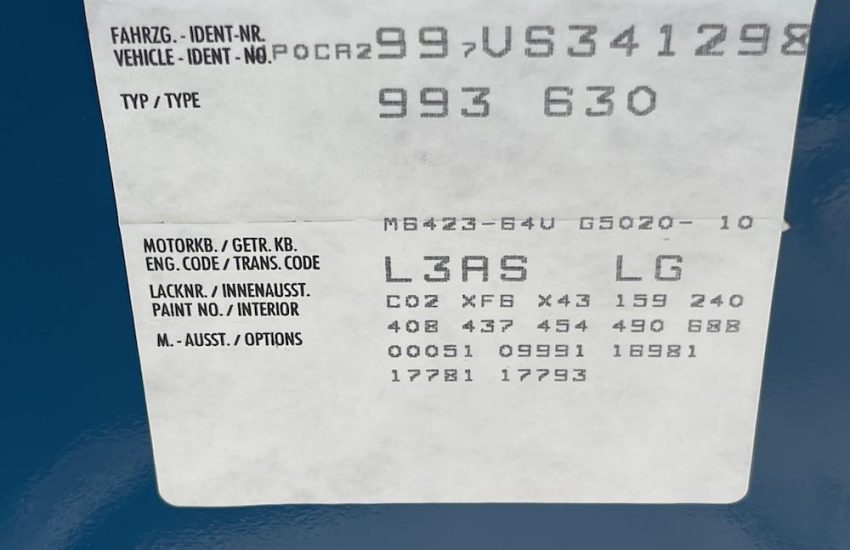 FAHRZG. - IDENT-NR.
VEHICLE - IDENT - NO. POCA299,VS341298
TYP / TYPE 993 630
M6423-64U G5020- 10
MOTORKB. / GETR. KB.
ENG. CODE / TRANS. CODE L3AS LG
LACKNR. / INNENAUSST. C02 XF6 X43 159 240
PAINT NO. / INTERIOR 408 437 454 490 688
M. - AUSST. / OPTIONS 00051 09991 16981
17781 17793